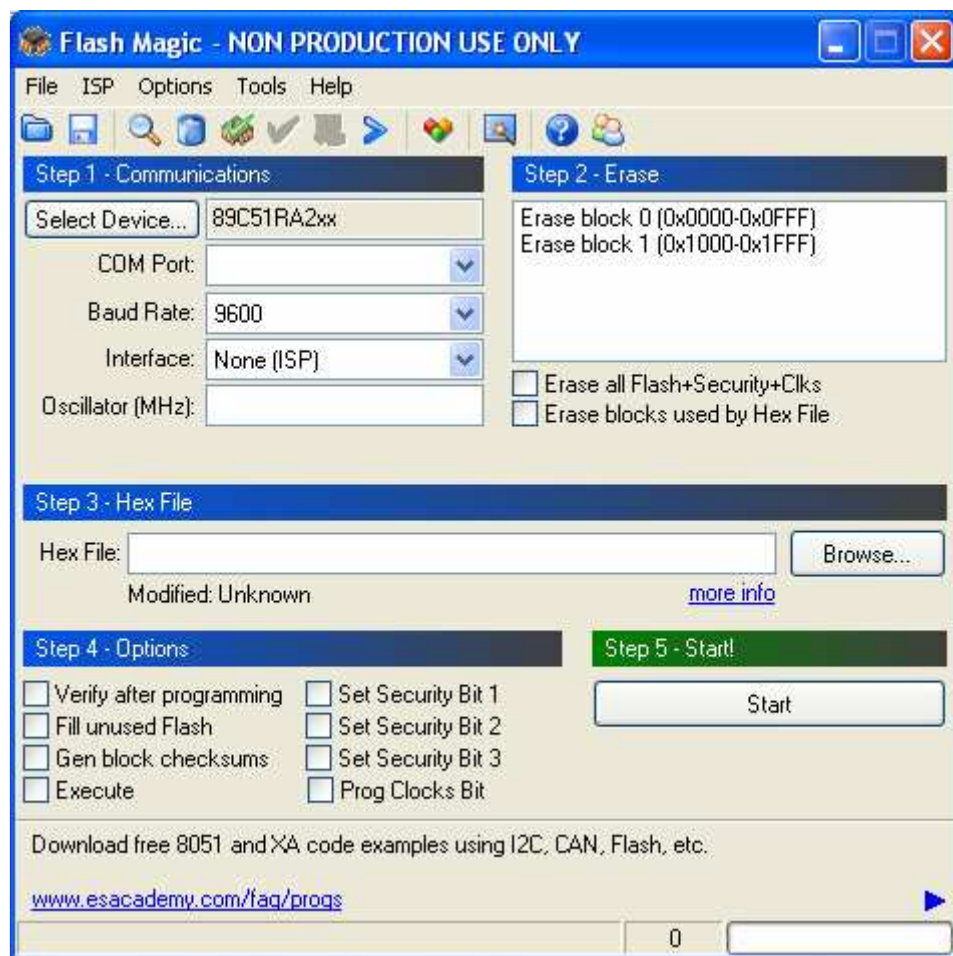 Flash Magic - NON PRODUCTION USE ONLY
File ISP Options Tools Help
Step 1 - Communications
Select Device... 89C51RA2xx
COM Port:
Baud Rate: 9600
Interface: None (ISP)
Oscillator (MHz):
Step 2 - Erase
Erase block 0 (0x0000-0x0FFF)
Erase block 1 (0x1000-0x1FFF)
Erase all Flash+Security+Clks
Erase blocks used by Hex File
Step 3 - Hex File
Hex File: Browse...
Modified: Unknown more info
Step 4 - Options
Verify after programming Set Security Bit 1
Fill unused Flash Set Security Bit 2
Gen block checksums Set Security Bit 3
Execute Prog Clocks Bit
Step 5 - Start!
Start
Download free 8051 and XA code examples using I2C, CAN, Flash, etc.
www.esacademy.com/faq/progs
0